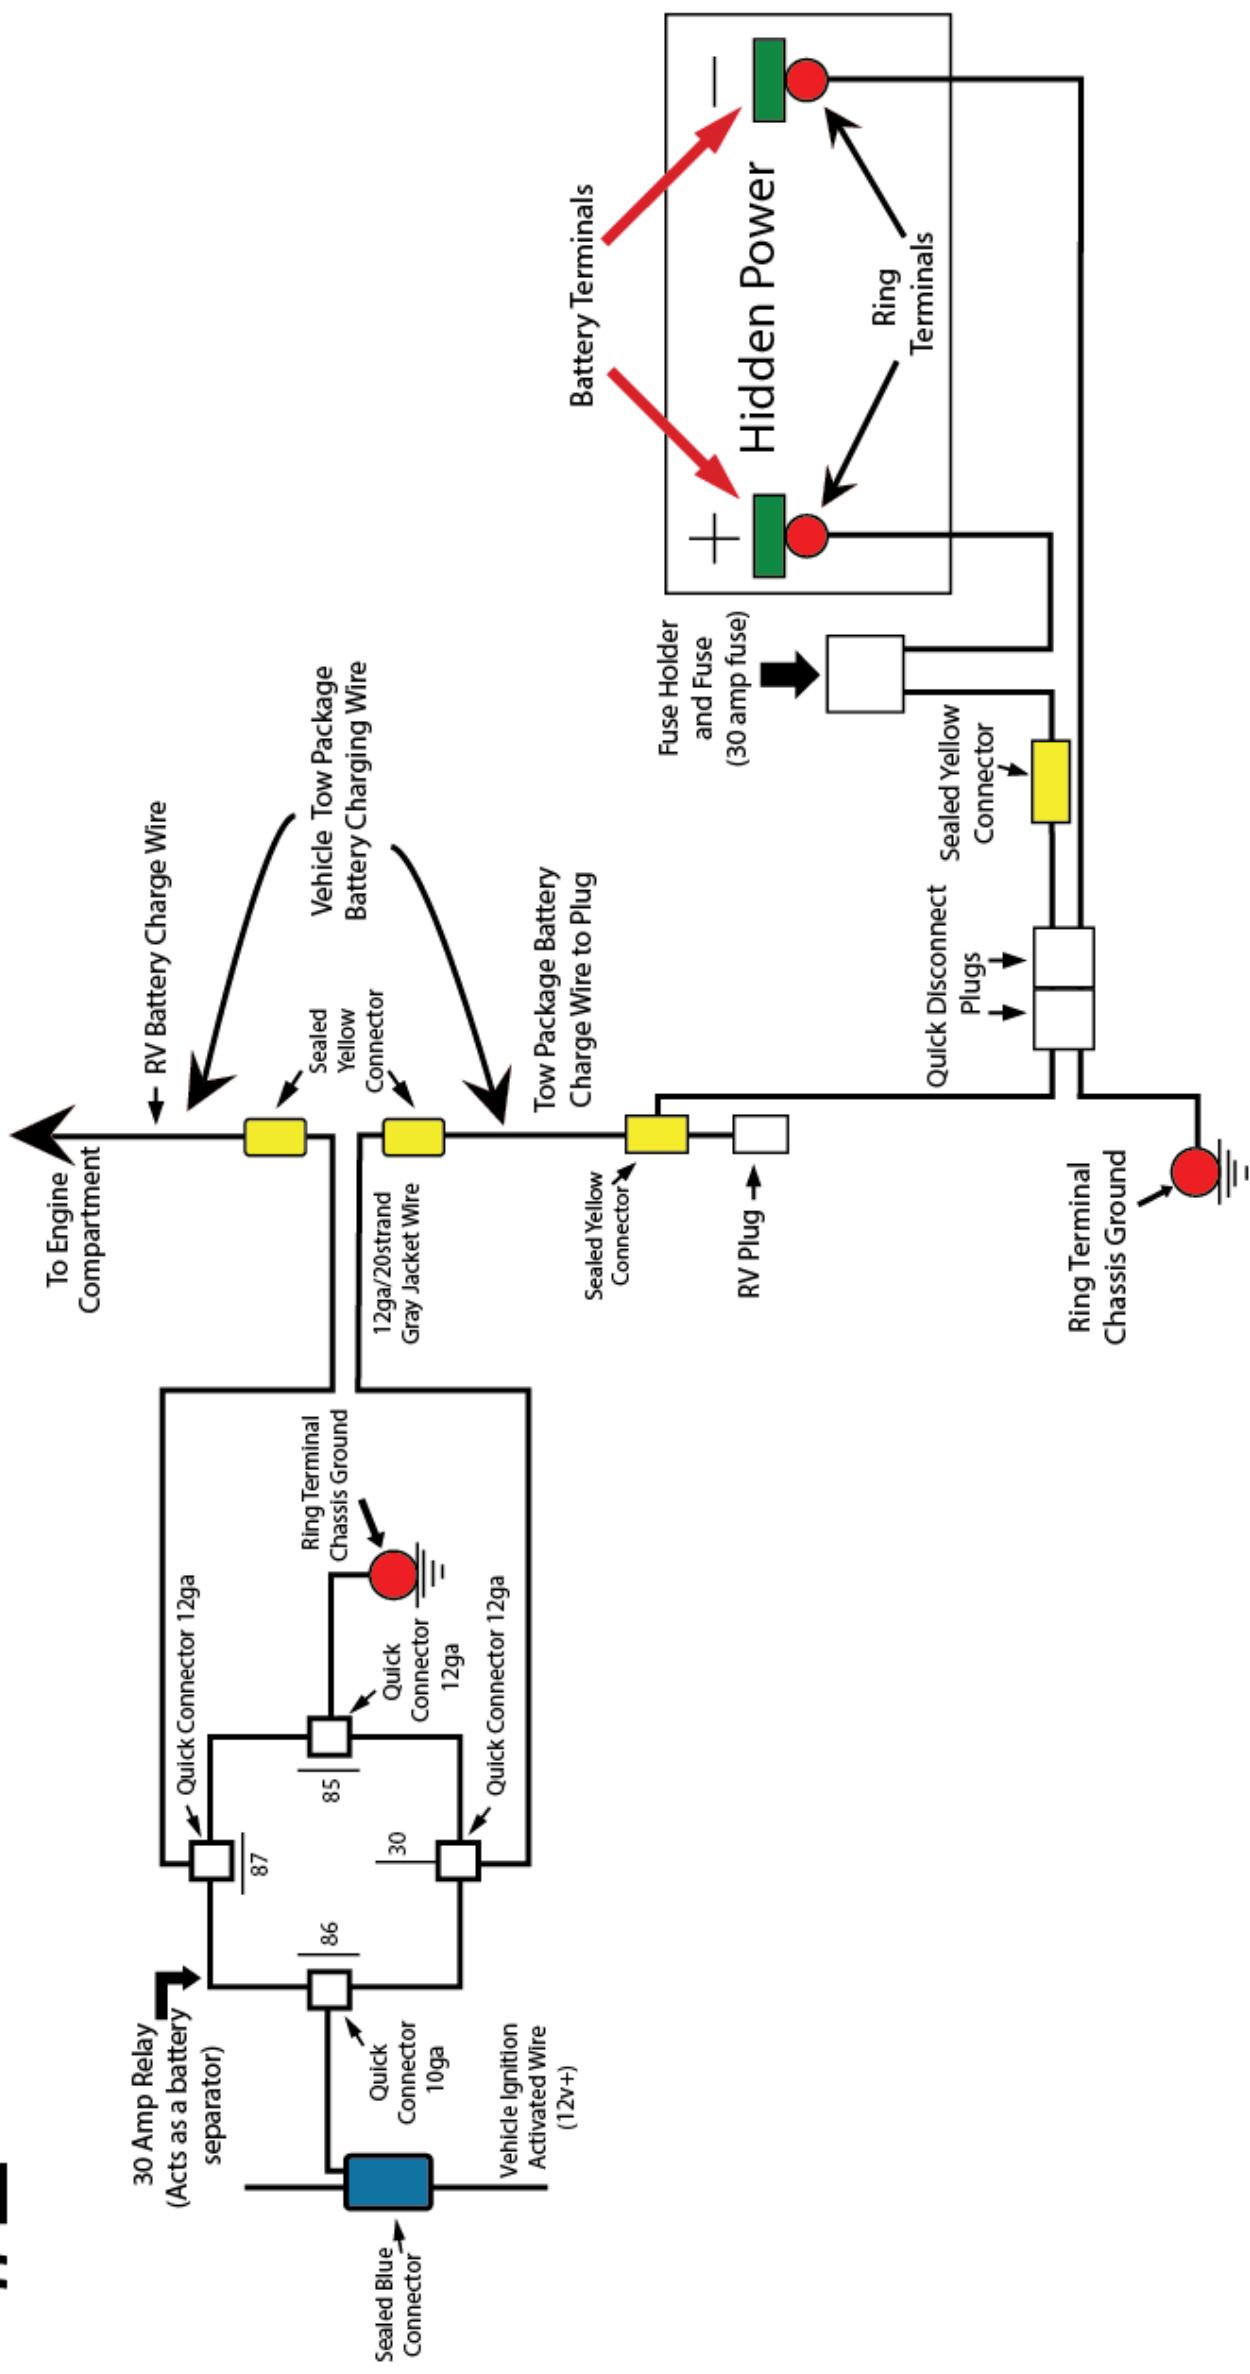 30 Amp Relay
(Acts as a battery
separator)
Quick Connector 12ga
87
86
85
30
Quick
Connector
10ga
Quick
Connector
12ga
Quick Connector 12ga
Ring Terminal
Chassis Ground
Sealed Blue
Connector
Vehicle Ignition
Activated Wire
(12v+)
To Engine
Compartment
RV Battery Charge Wire
Sealed
Yellow
Connector
Vehicle Tow Package
Battery Charging Wire
12ga/20strand
Gray Jacket Wire
Tow Package Battery
Charge Wire to Plug
Sealed Yellow
Connector
RV Plug
Battery Terminals
+
−
Hidden Power
Ring
Terminals
Fuse Holder
and Fuse
(30 amp fuse)
Sealed Yellow
Connector
Quick Disconnect
Plugs
Ring Terminal
Chassis Ground